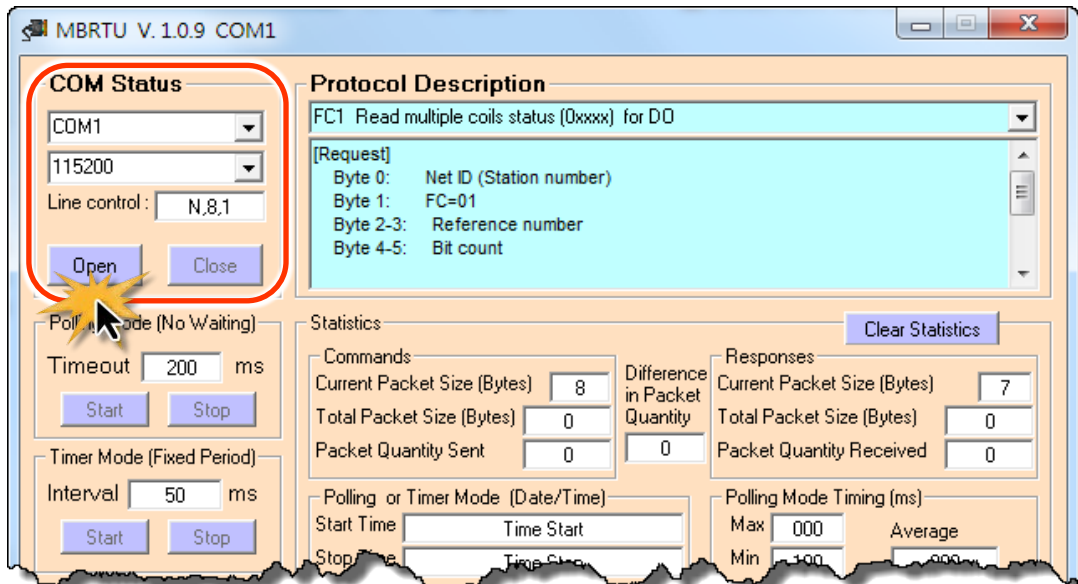 MBRTU V. 1.0.9 COM1
COM Status
COM1
115200
Line control : N,8,1
Open Close
Protocol Description
FC1 Read multiple coils status (0xxxx) for DO
[Request]
Byte 0: Net ID (Station number)
Byte 1: FC=01
Byte 2-3: Reference number
Byte 4-5: Bit count
(No Waiting)
Timeout 200 ms
Start Stop
Timer Mode (Fixed Period)
Interval 50 ms
Start Stop
Statistics
Clear Statistics
Commands
Current Packet Size (Bytes) 8
Total Packet Size (Bytes) 0
Packet Quantity Sent 0
Difference
in Packet
Quantity
0
Responses
Current Packet Size (Bytes) 7
Total Packet Size (Bytes) 0
Packet Quantity Received 0
Polling or Timer Mode (Date/Time)
Start Time Time Start
Polling Mode Timing (ms)
Max 000 Average
Min